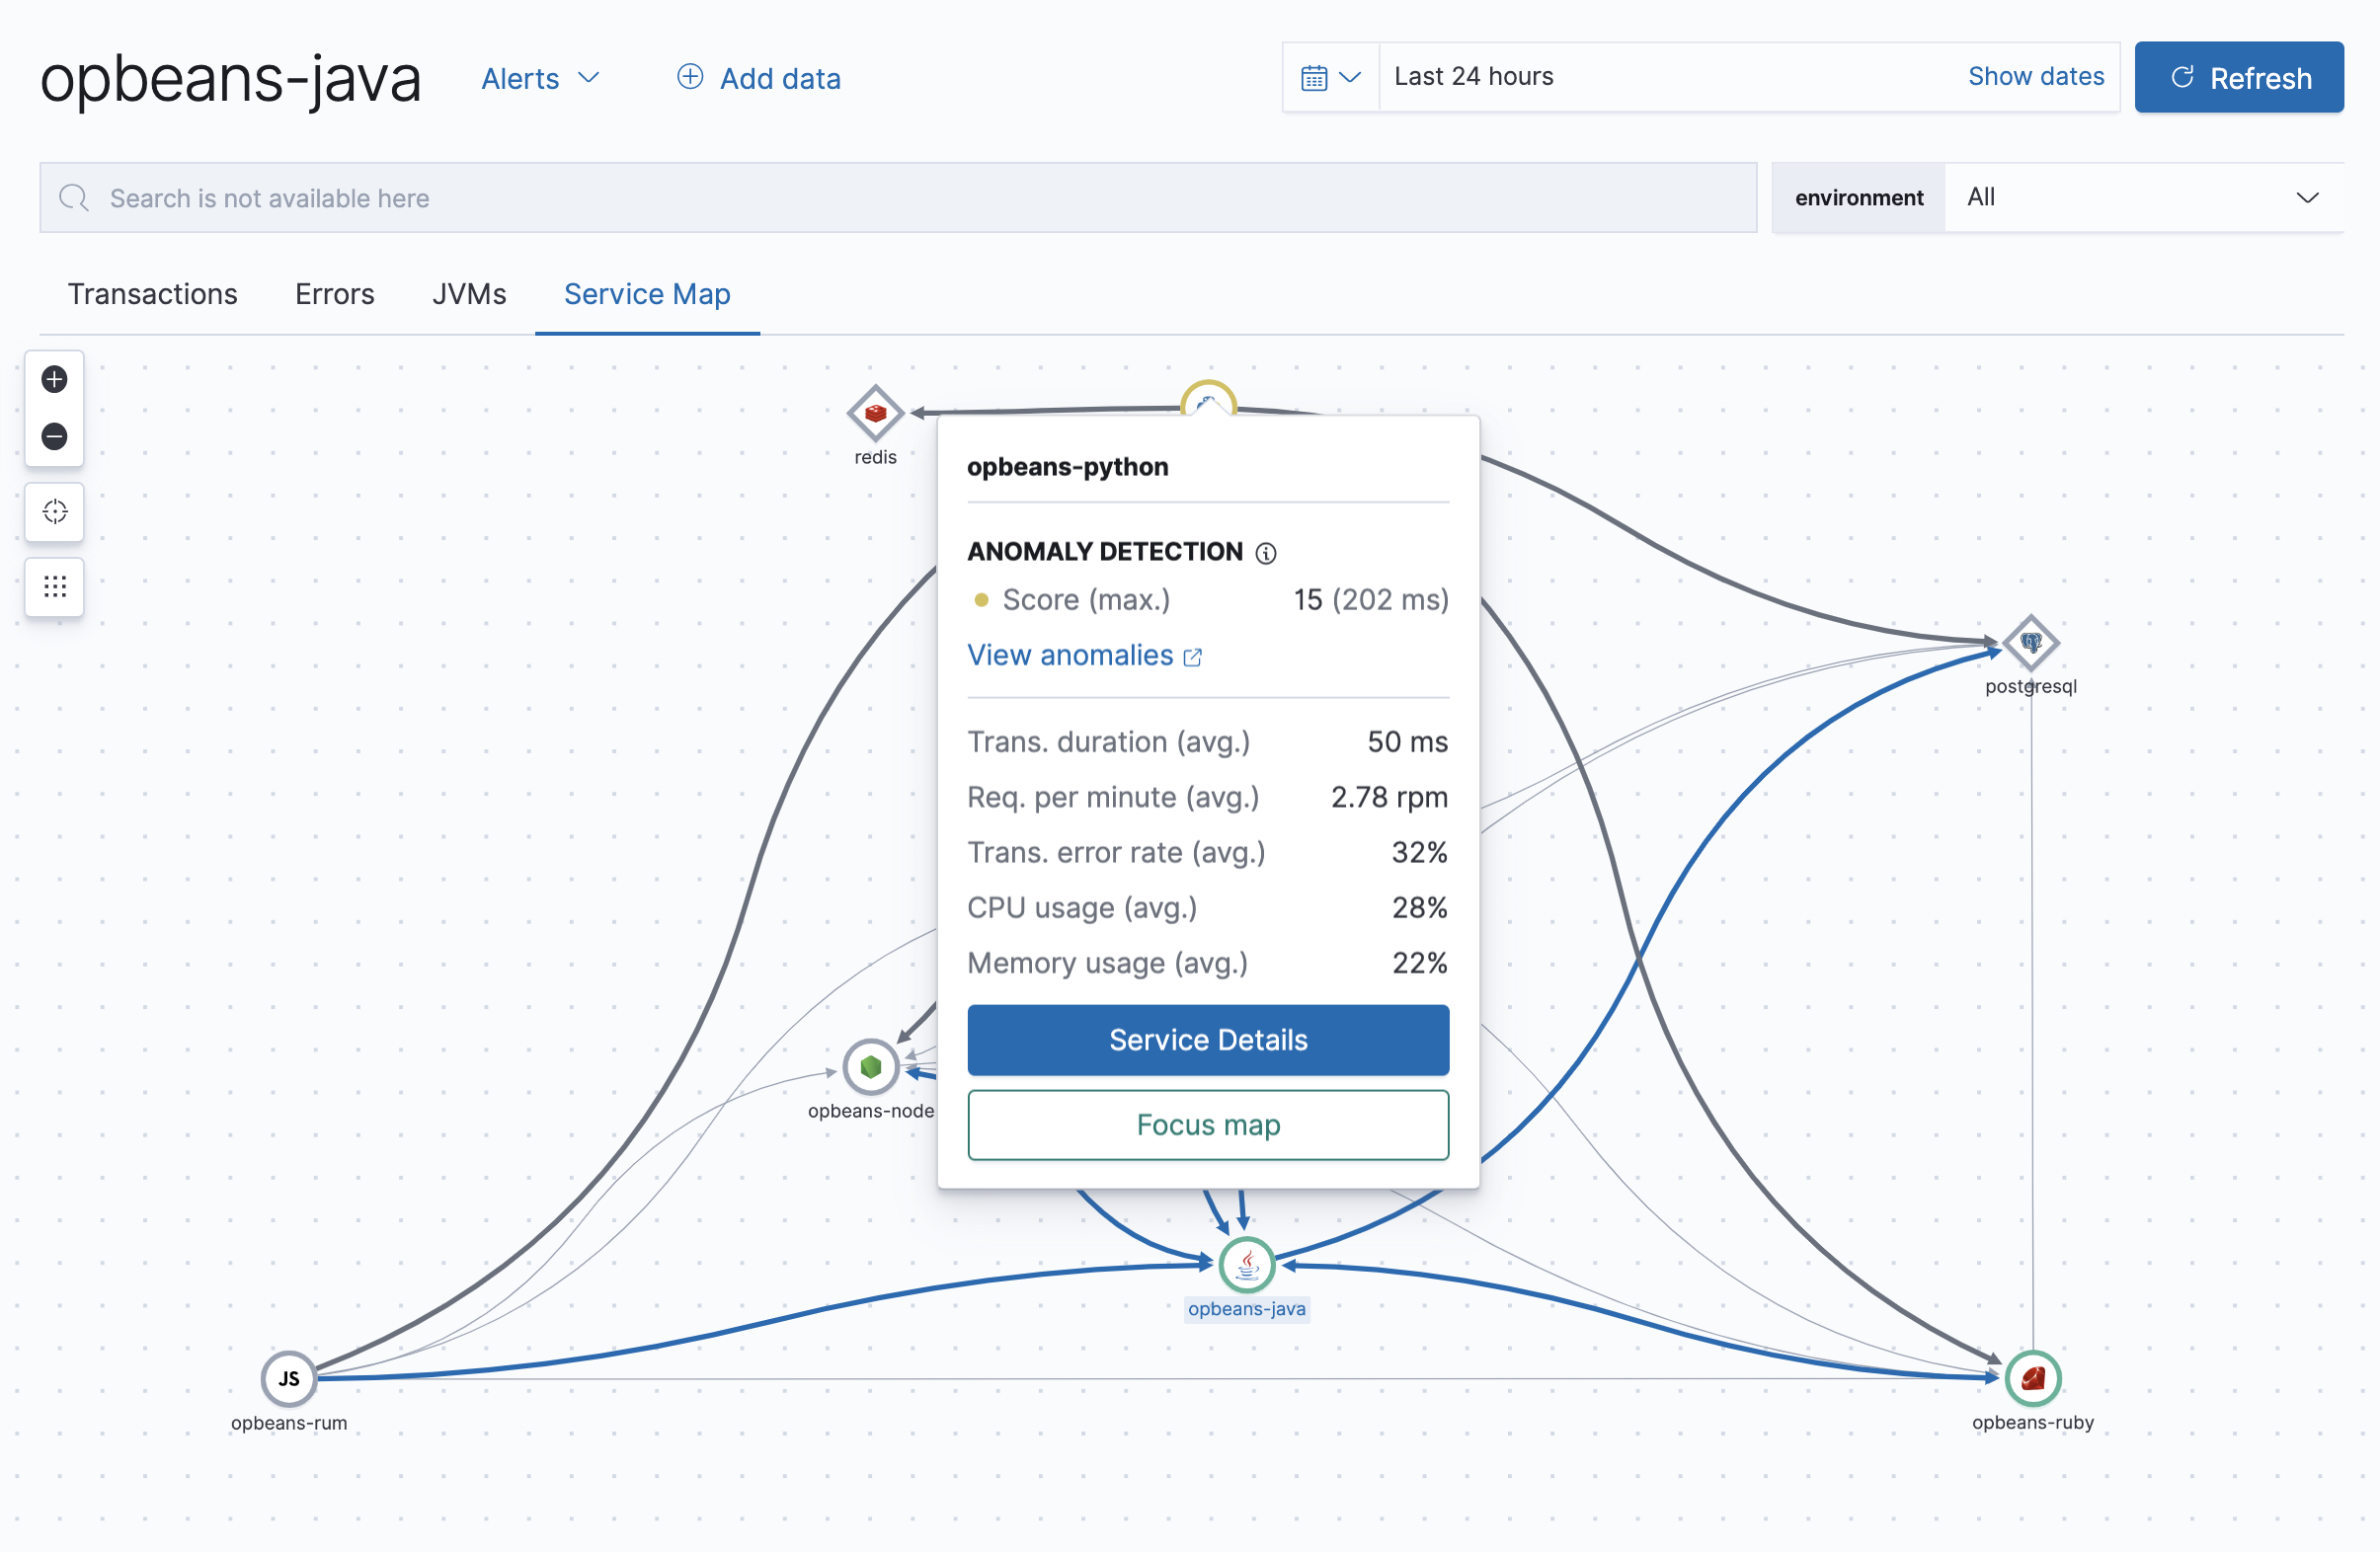 opbeans-java
Alerts
Add data
Last 24 hours
Show dates
Refresh
Search is not available here
environment
All
Transactions
Errors
JVMs
Service Map
redis
opbeans-python
ANOMALY DETECTION
Score (max.)
15 (202 ms)
View anomalies
Trans. duration (avg.)
50 ms
Req. per minute (avg.)
2.78 rpm
Trans. error rate (avg.)
32%
CPU usage (avg.)
28%
Memory usage (avg.)
22%
Service Details
Focus map
postgresql
opbeans-node
opbeans-java
JS
opbeans-rum
opbeans-ruby